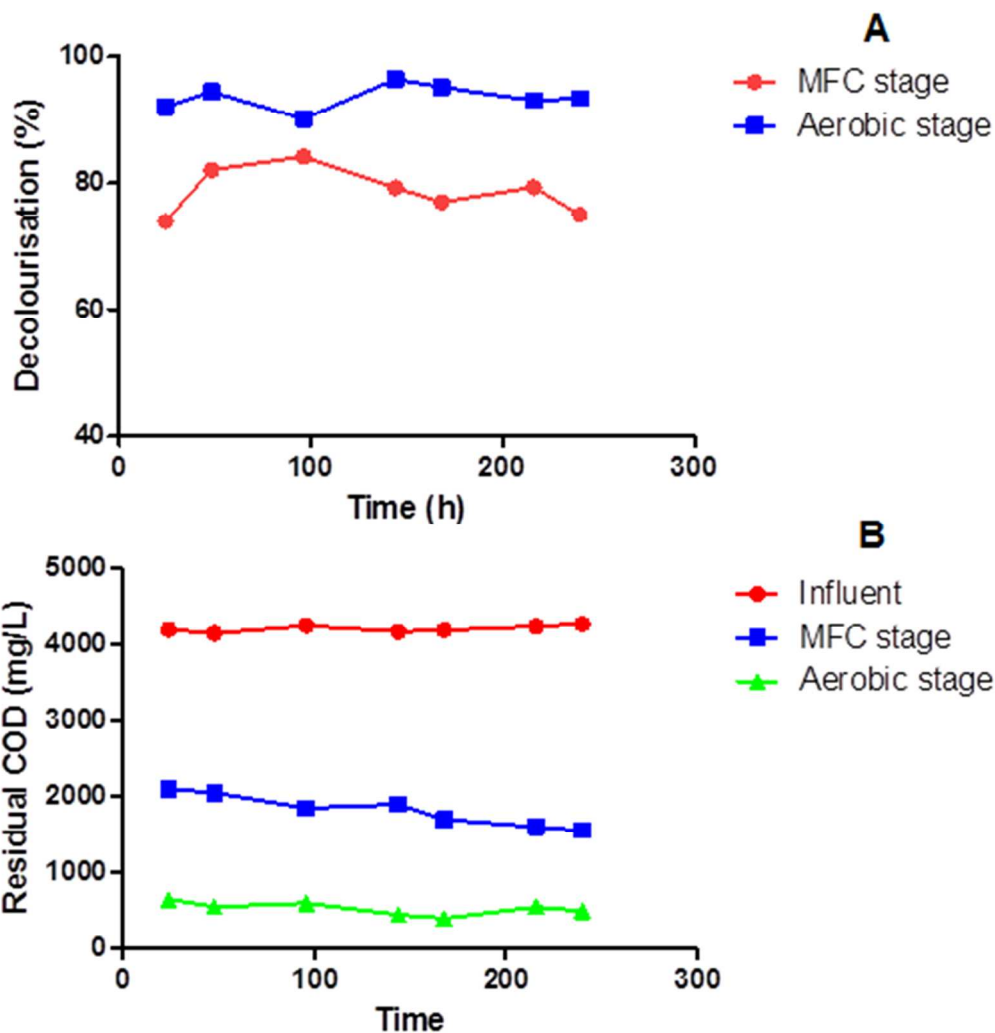 A
MFC stage
Aerobic stage
100
80
60
40
Decolourisation (%)
0
100
200
300
Time (h)
B
Influent
MFC stage
Aerobic stage
5000
4000
3000
2000
1000
0
Residual COD (mg/L)
0
100
200
300
Time